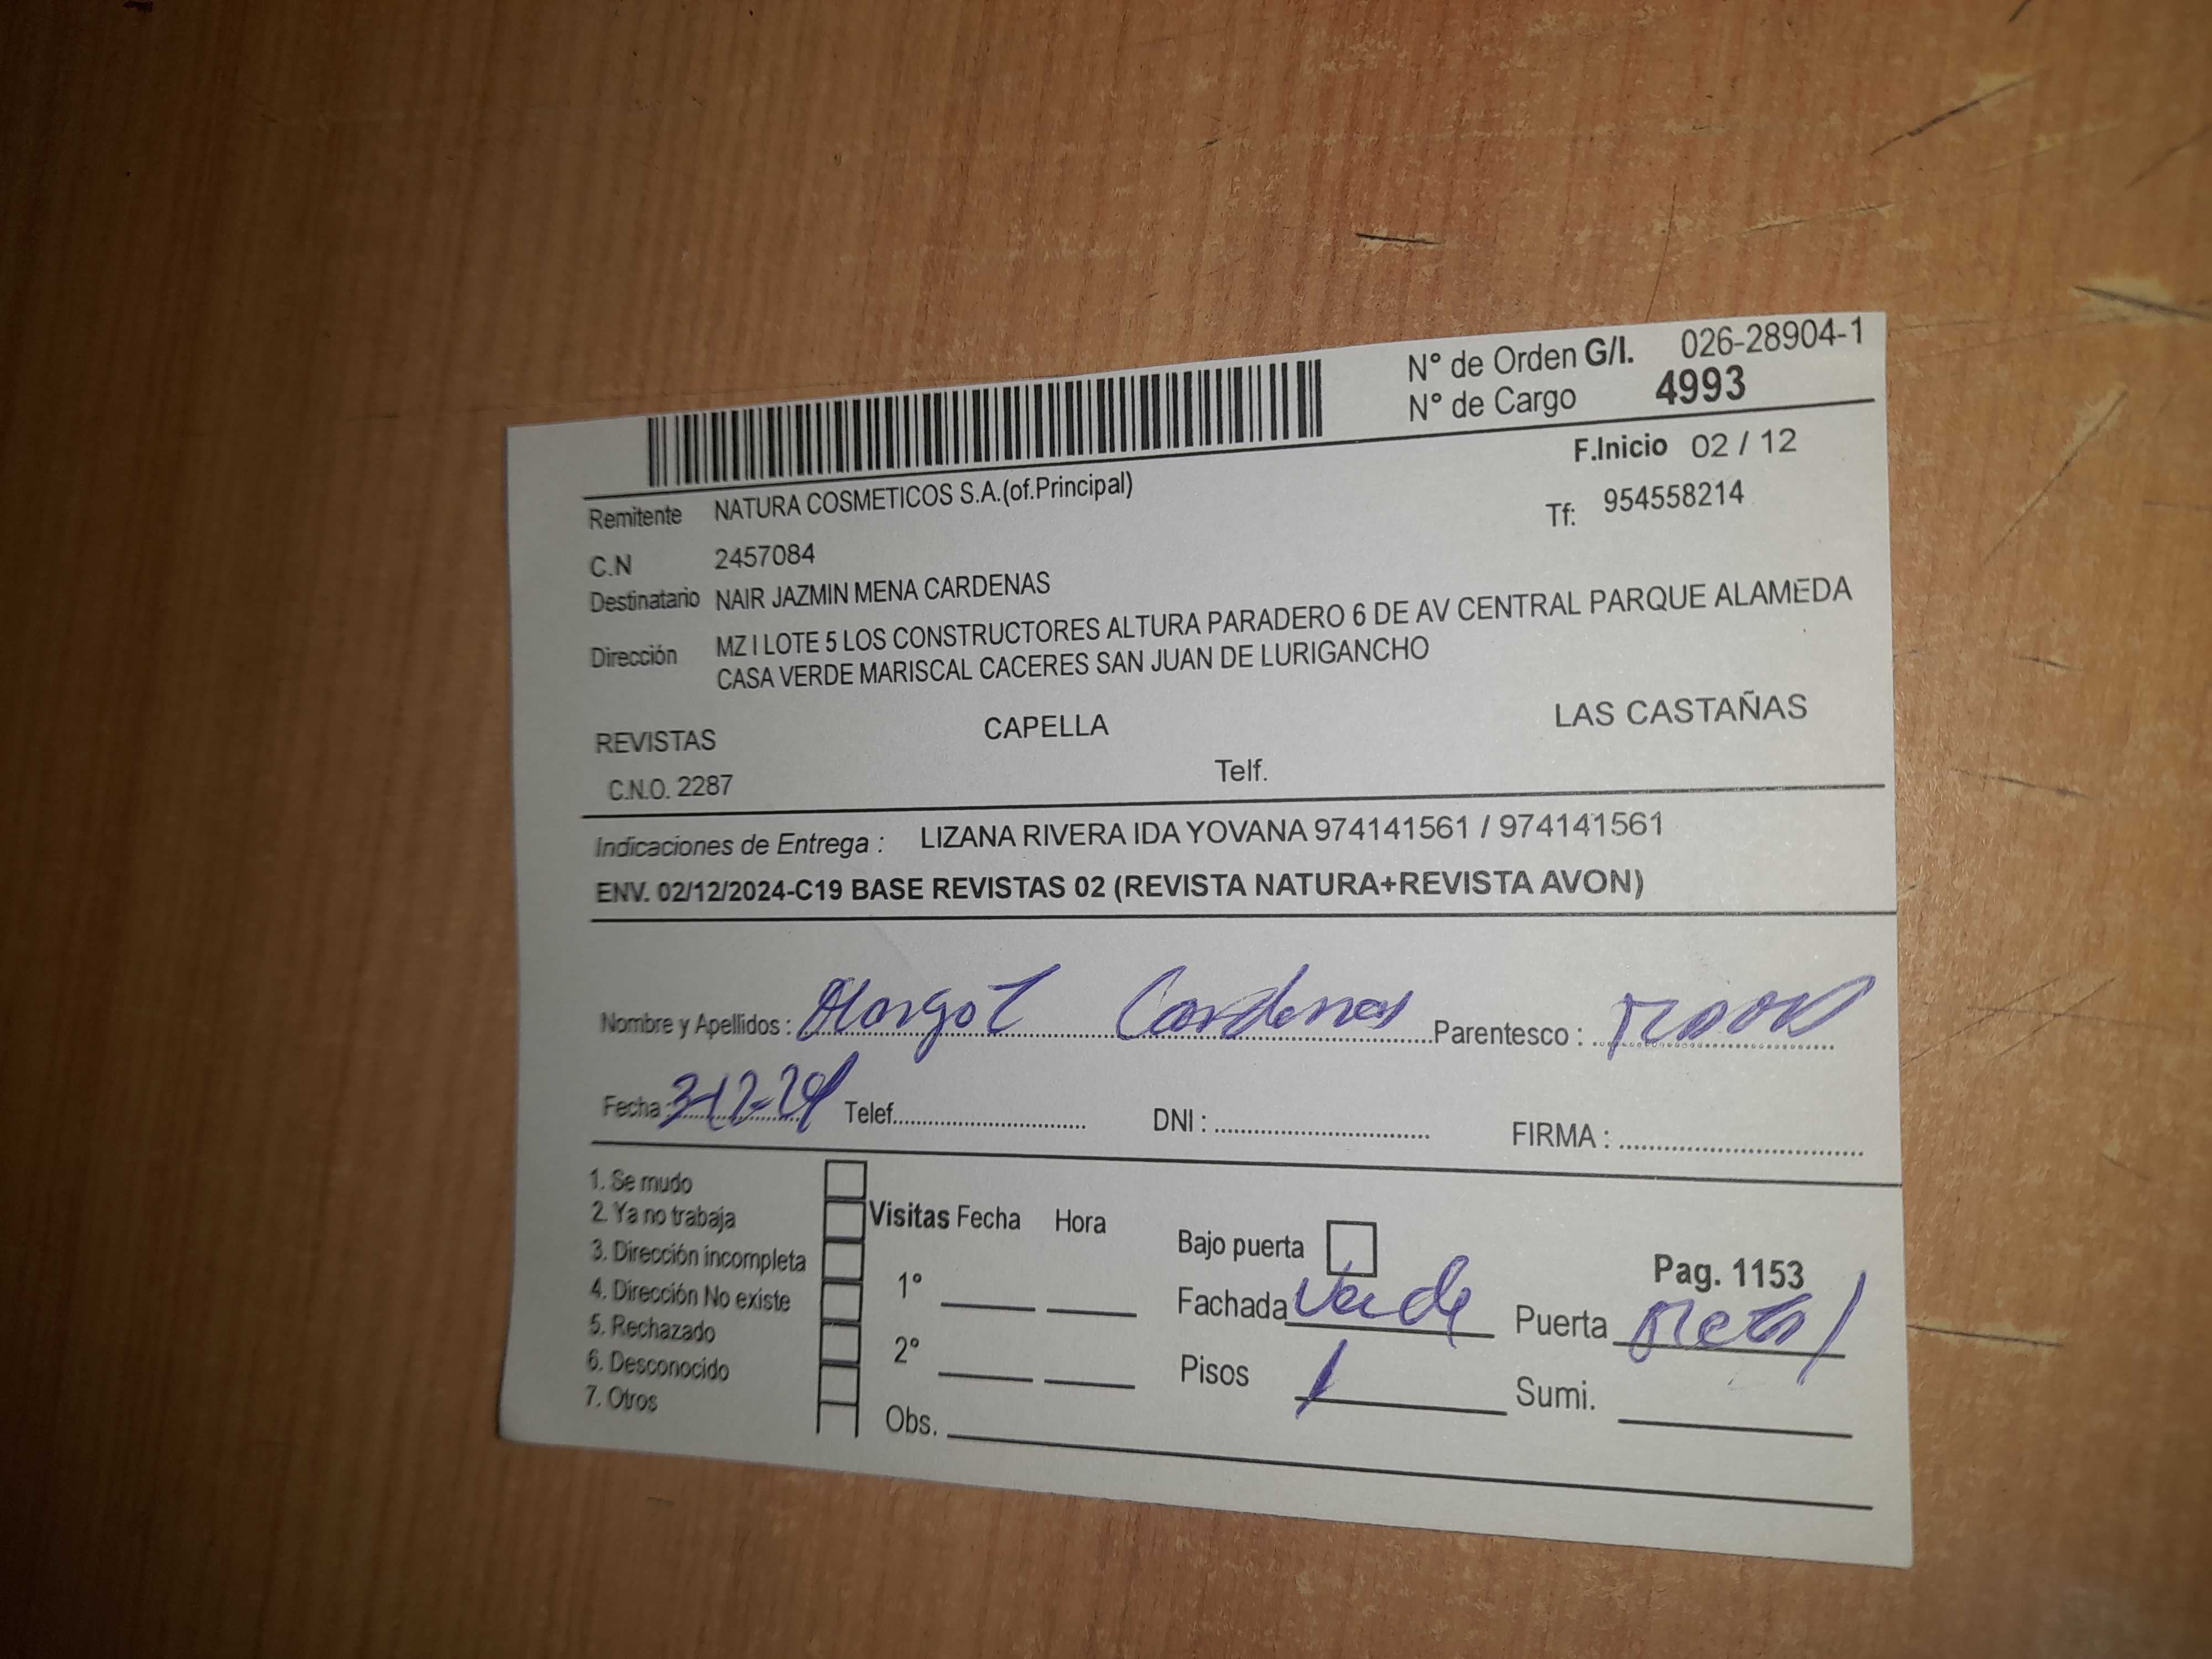 N° de Orden G/I. 026-28904-1
N° de Cargo 4993
F.Inicio 02 / 12
Remitente NATURA COSMETICOS S.A.(of.Principal)
Tf: 954558214
C.N 2457084
Destinatario NAIR JAZMIN MENA CARDENAS
Dirección MZ I LOTE 5 LOS CONSTRUCTORES ALTURA PARADERO 6 DE AV CENTRAL PARQUE ALAMEDA
CASA VERDE MARISCAL CACERES SAN JUAN DE LURIGANCHO
REVISTAS CAPELLA LAS CASTAÑAS
C.N.O. 2287 Telf.
Indicaciones de Entrega : LIZANA RIVERA IDA YOVANA 974141561 / 974141561
ENV. 02/12/2024-C19 BASE REVISTAS 02 (REVISTA NATURA+REVISTA AVON)
Nombre y Apellidos : Margot Cardenas Parentesco :
Fecha : 3-12-24 Telef. DNI : FIRMA :
1. Se mudo
2. Ya no trabaja
3. Dirección incompleta
4. Dirección No existe
5. Rechazado
6. Desconocido
7. Otros
Visitas Fecha Hora
1°
2°
Obs.
Bajo puerta
Pag. 1153
Fachada Verde Puerta Metal
Pisos 1 Sumi.